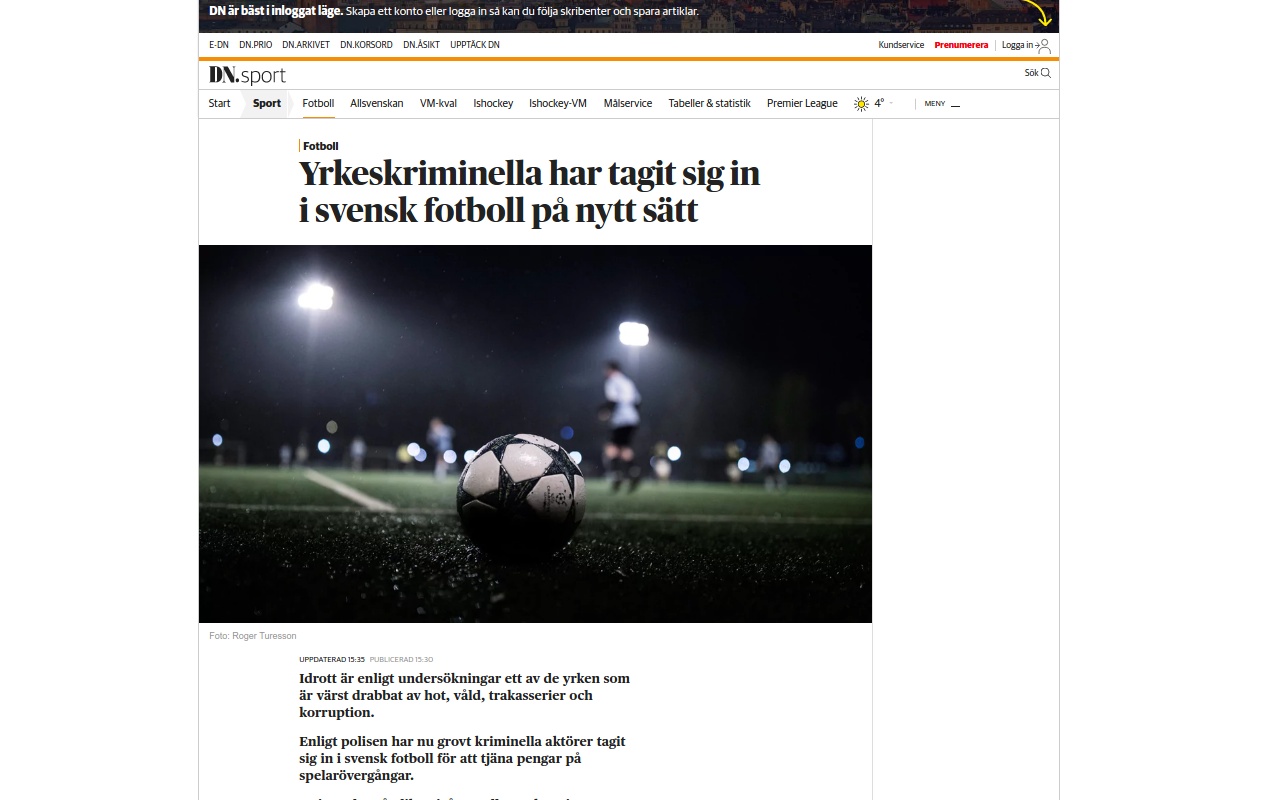 DN är bäst i inloggat läge. Skapa ett konto eller logga in så kan du följa skribenter och spara artiklar.
E-DN DN.PRIO DN.ARKIVET DN.KORSORD DN.ÅSIKT UPPTÄCK DN Kundservice Prenumerera Logga in
DN.sport Sök
Start Sport Fotboll Allsvenskan VM-kval Ishockey Ishockey-VM Målservice Tabeller & statistik Premier League 4° MENY
Fotboll
Yrkeskriminella har tagit sig in
i svensk fotboll på nytt sätt
Foto: Roger Turesson
UPPDATERAD 15:35 PUBLICERAD 15:30
Idrott är enligt undersökningar ett av de yrken som
är värst drabbat av hot, våld, trakasserier och
korruption.
Enligt polisen har nu grovt kriminella aktörer tagit
sig in i svensk fotboll för att tjäna pengar på
spelarövergångar.